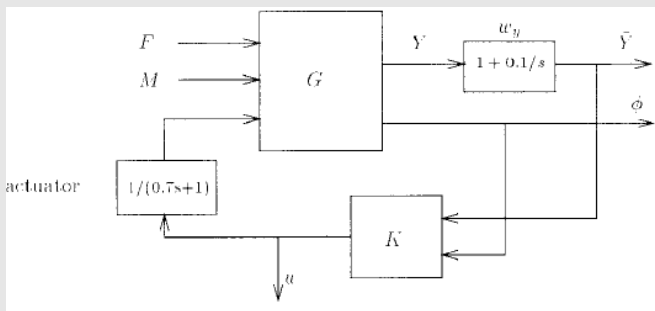 F
M
G
Y
w_y
1 + 0.1/s
Ỹ
ϕ̇
actuator
1/(0.7s+1)
K
u